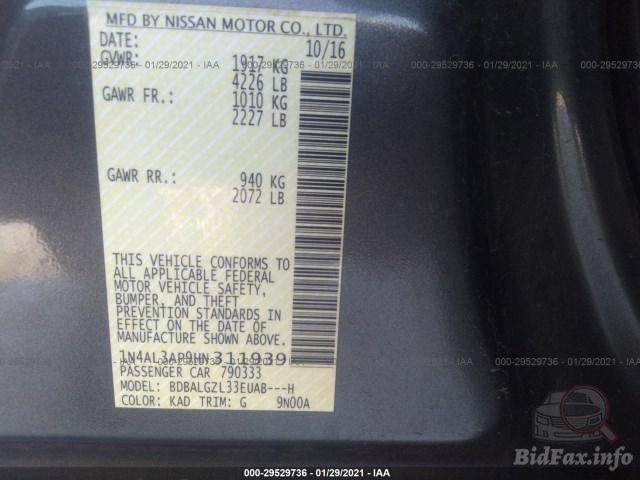 MFD BY NISSAN MOTOR CO., LTD.
DATE: 10/16
GVWR: 1917 KG
4226 LB
GAWR FR.: 1010 KG
2227 LB
GAWR RR.: 940 KG
2072 LB
THIS VEHICLE CONFORMS TO
ALL APPLICABLE FEDERAL
MOTOR VEHICLE SAFETY,
BUMPER, AND THEFT
PREVENTION STANDARDS IN
EFFECT ON THE DATE OF
MANUFACTURE SHOWN ABOVE.
1N4AL3AP9HN311939
PASSENGER CAR 790333
MODEL: BDBALGZL33EUAB---H
COLOR: KAD TRIM: G 9N00A
000-29529736 - 01/29/2021 - IAA
BidFax.info